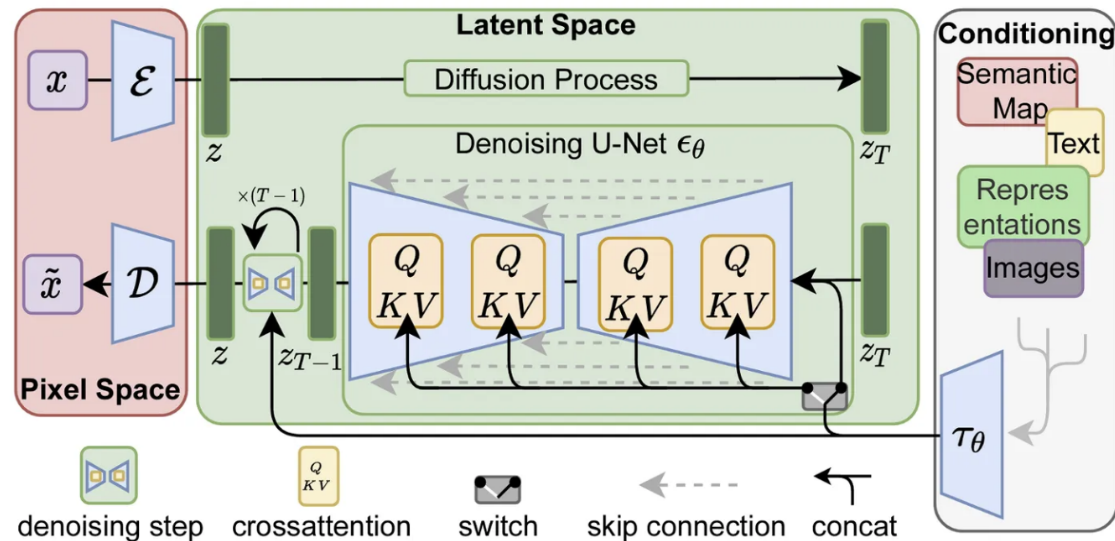 Latent Space
Conditioning
x
ℰ
z
Diffusion Process
z_T
Semantic
Map
Text
Denoising U-Net ϵ_θ
Repres
entations
Images
×(T−1)
Q
KV
Q
KV
Q
KV
Q
KV
x̃
𝒟
z
z_{T−1}
z_T
Pixel Space
τ_θ
Q
KV
denoising step
crossattention
switch
skip connection
concat